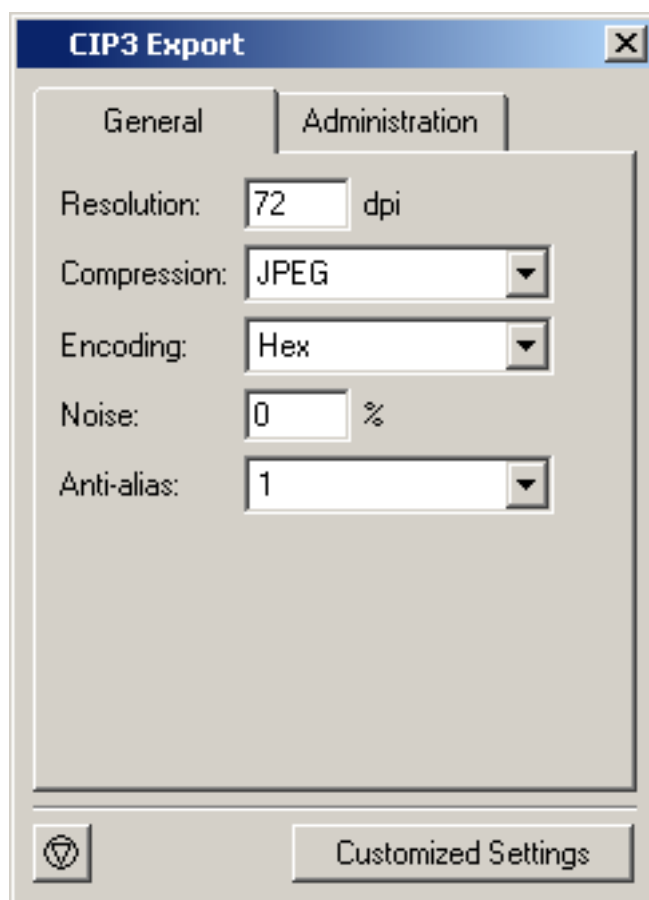 CIP3 Export
General Administration
Resolution: 72 dpi
Compression: JPEG
Encoding: Hex
Noise: 0 %
Anti-alias: 1
Customized Settings